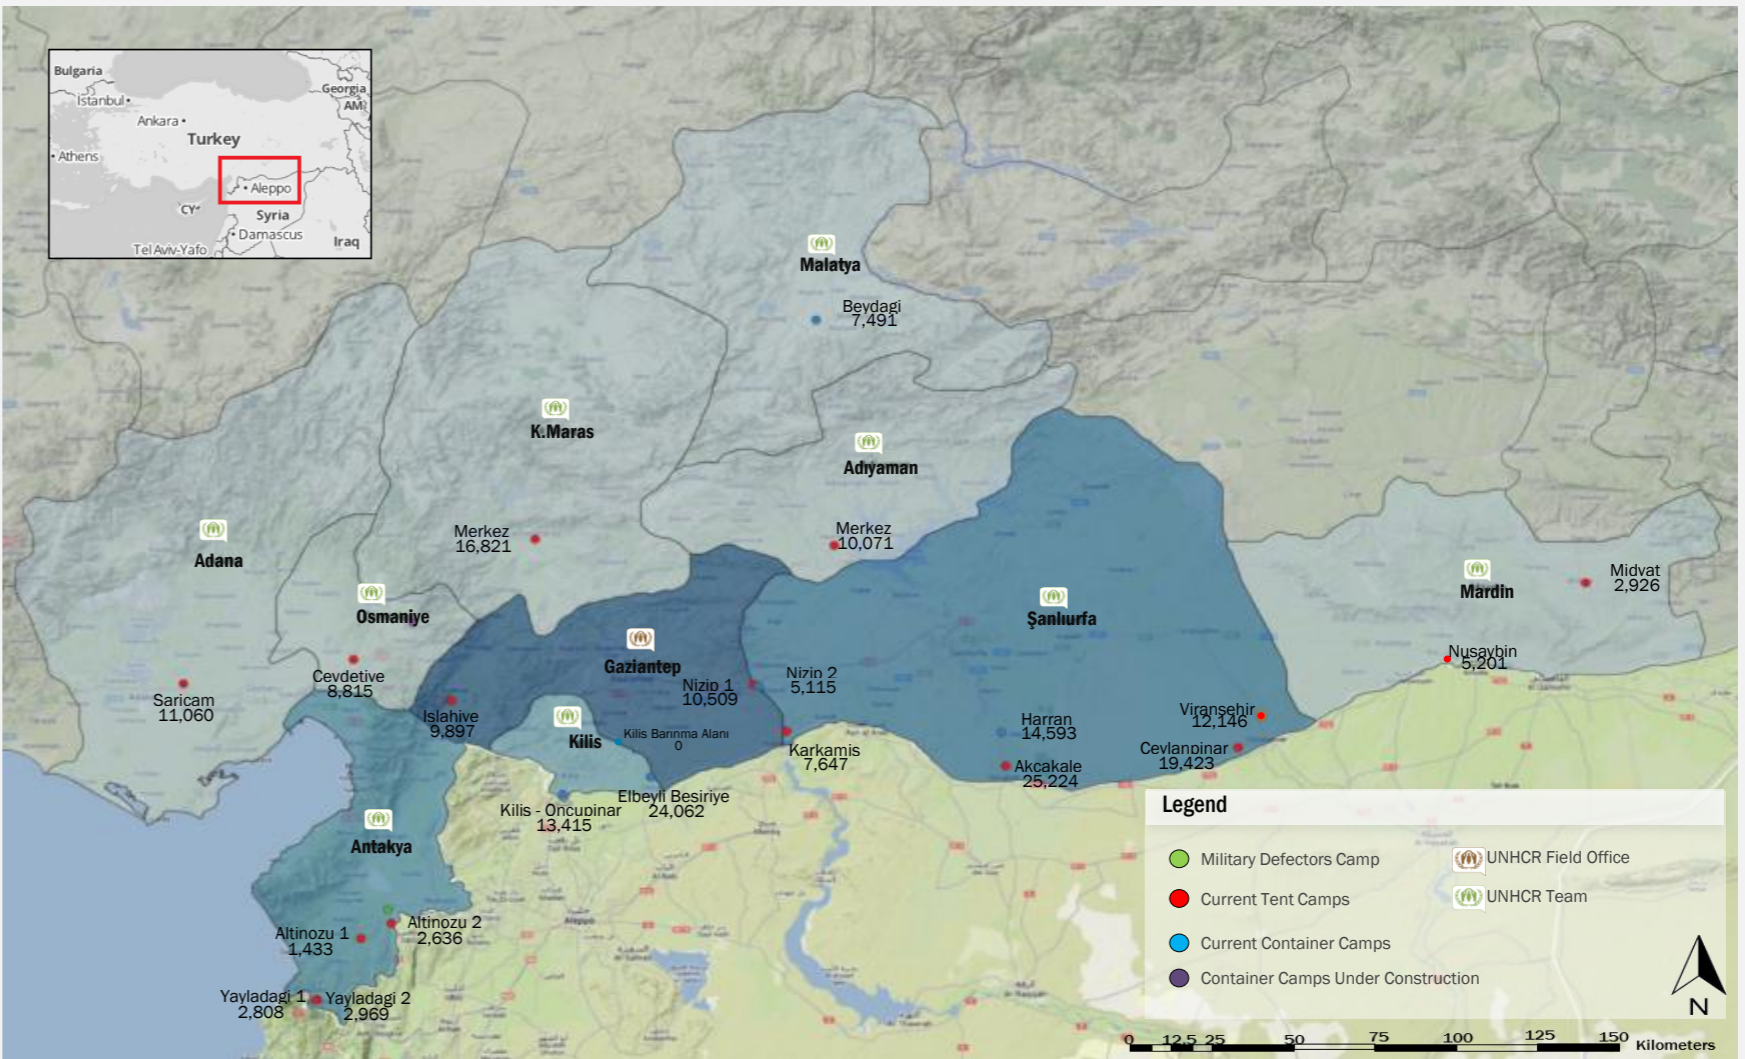 Bulgaria
Istanbul
Georgia
AM
Ankara
Turkey
Athens
Aleppo
CY
Syria
Damascus
Tel Aviv-Yafo
Iraq
Malatya
Beydagi
7,491
K.Maras
Adıyaman
Merkez
16,821
Merkez
10,071
Adana
Osmaniye
Şanlıurfa
Midyat
2,926
Mardin
Gaziantep
Nusaybin
5,201
Cevdetiye
8,815
Saricam
11,060
Nizip 1
10,509
Nizip 2
5,115
Islahiye
9,897
Kilis
Kilis Barınma Alanı
0
Karkamis
7,647
Harran
14,593
Viranşehir
12,146
Ceylanpinar
19,423
Akcakale
25,224
Kilis - Oncupinar
13,415
Elbeyli Besiriye
24,062
Antakya
Altinozu 1
1,433
Altinozu 2
2,636
Yayladagi 1
2,808
Yayladagi 2
2,969
Legend
Military Defectors Camp
Current Tent Camps
Current Container Camps
Container Camps Under Construction
UNHCR Field Office
UNHCR Team
N
0 12,5 25 50 75 100 125 150 Kilometers